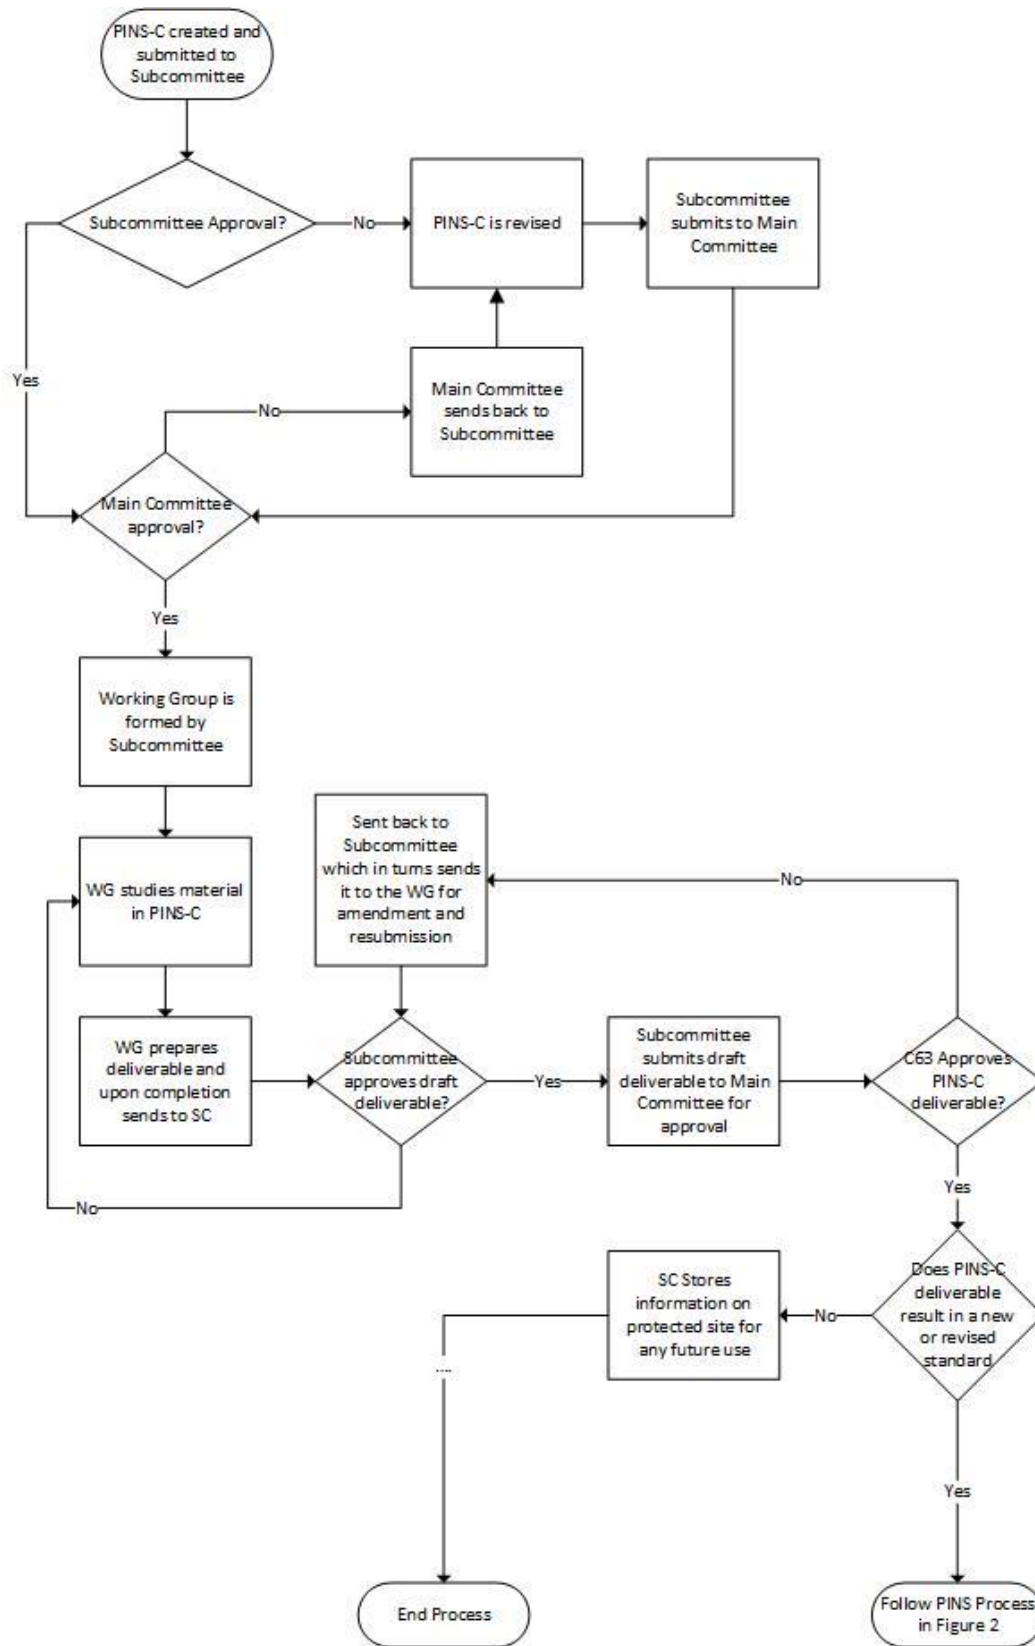 PINS-C created and
submitted to
Subcommittee
Subcommittee Approval?
No
PINS-C is revised
Subcommittee
submits to Main
Committee
Yes
Main Committee
sends back to
Subcommittee
No
Main Committee
approval?
Yes
Working Group is
formed by
Subcommittee
Sent back to
Subcommittee
which in turns sends
it to the WG for
amendment and
resubmission
No
WG studies material
in PINS-C
WG prepares
deliverable and
upon completion
sends to SC
Subcommittee
approves draft
deliverable?
Yes
Subcommittee
submits draft
deliverable to Main
Committee for
approval
C63 Approves
PINS-C
deliverable?
No
Yes
SC Stores
information on
protected site for
any future use
No
Does PINS-C
deliverable
result in a new
or revised
standard
....
Yes
End Process
Follow PINS Process
in Figure 2